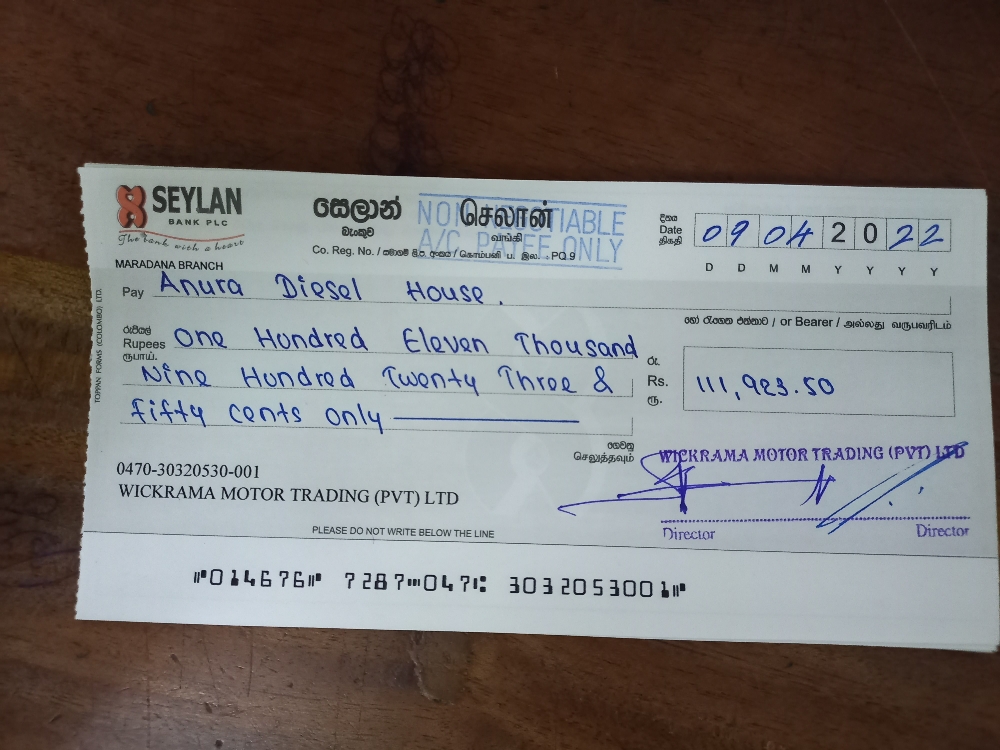 SEYLAN
BANK PLC
The bank with a heart
සෙලාන්
බැංකුව
செலான்
வங்கி
NON NEGOTIABLE
A/C PAYEE ONLY
Co. Reg. No. / සමාගම් ලි.ප. අංකය / கொம்பனி ப. இல. : PQ 9
දිනය
Date
திகதி
09 04 2022
D D M M Y Y Y Y
MARADANA BRANCH
Pay Anura Diesel House.
හෝ රැගෙන එන්නාට / or Bearer / அல்லது வருபவரிடம்
රුපියල්
Rupees
ரூபாய்.
One Hundred Eleven Thousand
Nine Hundred Twenty Three &
fifty cents only
රු.
Rs.
ரூ.
111,923.50
ගෙවනු
செலுத்தவும்
WICKRAMA MOTOR TRADING (PVT) LTD
0470-30320530-001
WICKRAMA MOTOR TRADING (PVT) LTD
Director Director
PLEASE DO NOT WRITE BELOW THE LINE
⑈014676⑈ 7287⑉047⑆ 3032053001⑈
TOPPAN FORMS (COLOMBO) LTD.